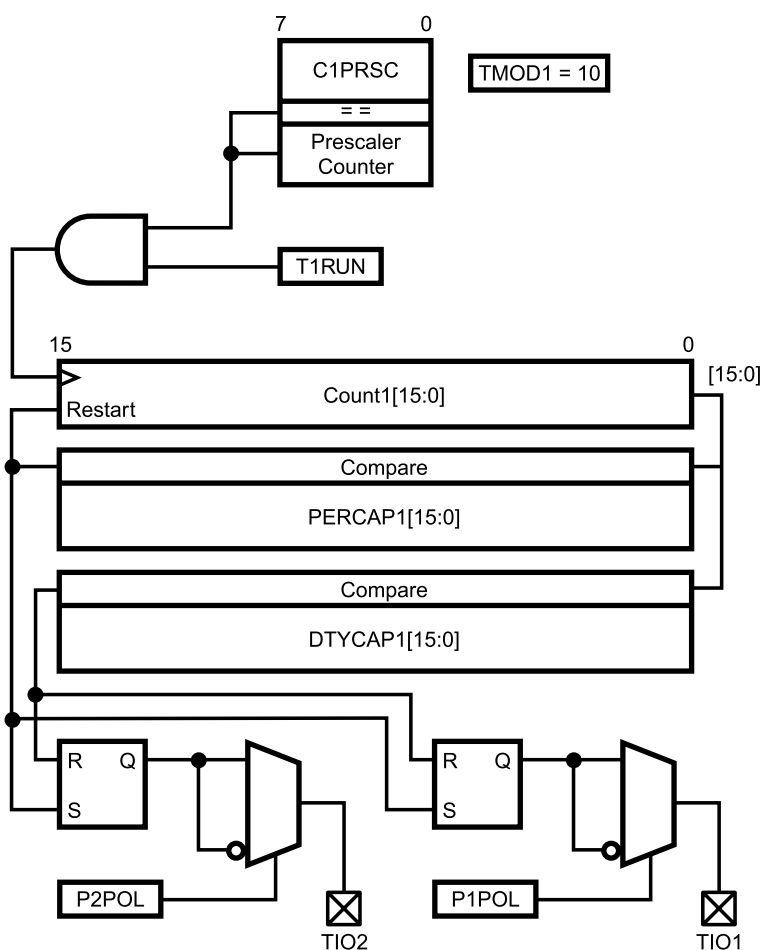 7 0
C1PRSC
TMOD1 = 10
= =
Prescaler
Counter
T1RUN
15 0
[15:0]
Count1[15:0]
Restart
Compare
PERCAP1[15:0]
Compare
DTYCAP1[15:0]
R Q
S
R Q
S
P2POL
P1POL
TIO2
TIO1